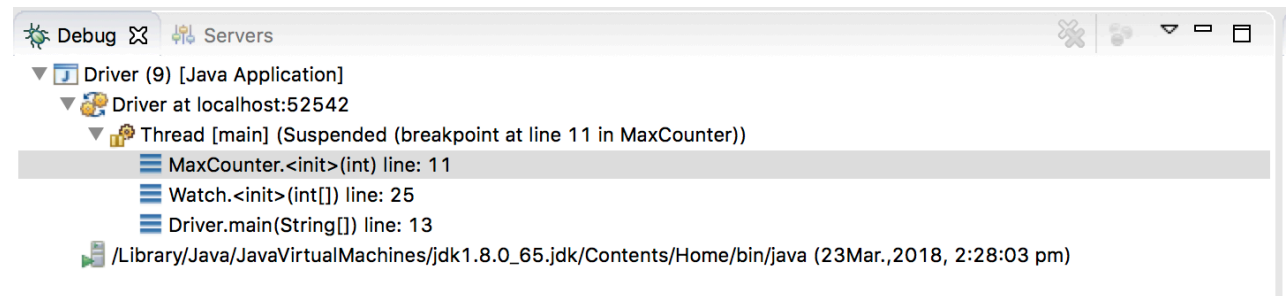 Debug Servers
Driver (9) [Java Application]
Driver at localhost:52542
Thread [main] (Suspended (breakpoint at line 11 in MaxCounter))
MaxCounter.<init>(int) line: 11
Watch.<init>(int[]) line: 25
Driver.main(String[]) line: 13
/Library/Java/JavaVirtualMachines/jdk1.8.0_65.jdk/Contents/Home/bin/java (23Mar.,2018, 2:28:03 pm)